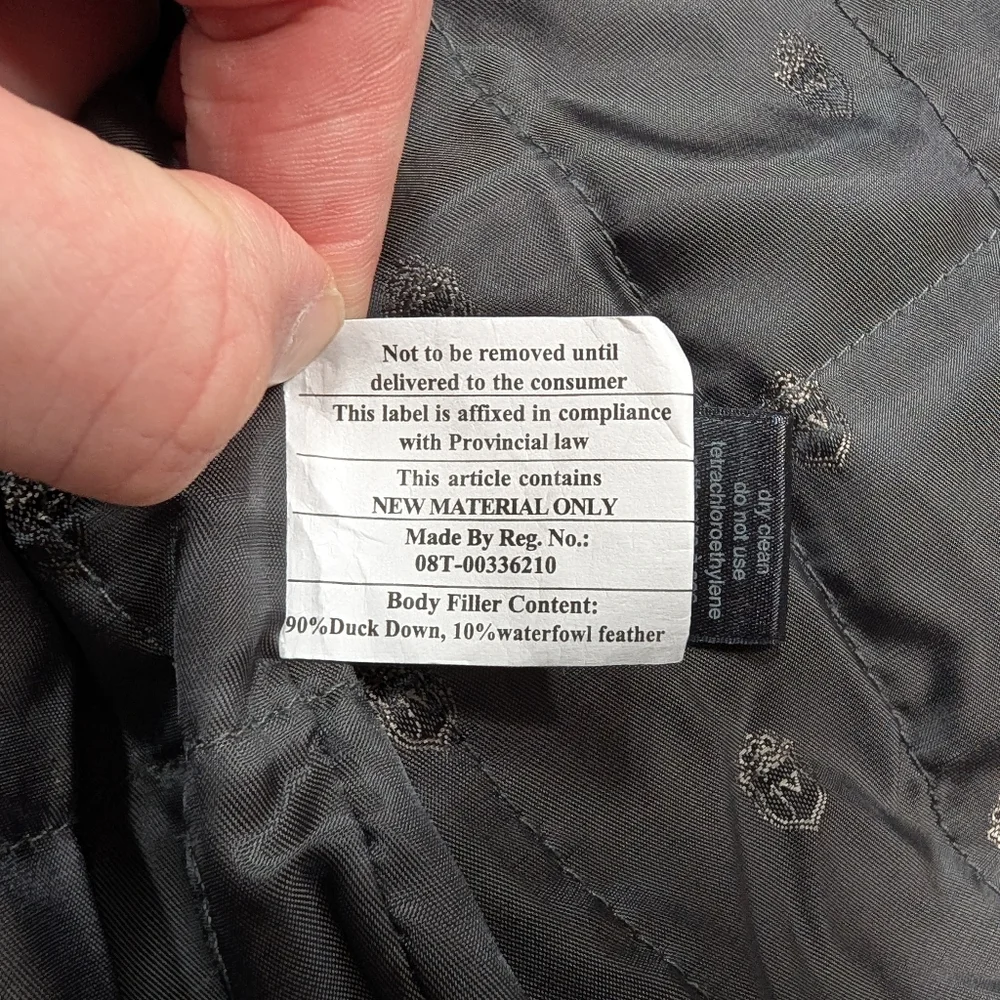 Not to be removed until
delivered to the consumer
This label is affixed in compliance
with Provincial law
This article contains
NEW MATERIAL ONLY
Made By Reg. No.:
08T-00336210
Body Filler Content:
90%Duck Down, 10%waterfowl feather
dry clean
do not use
tetrachloroethylene